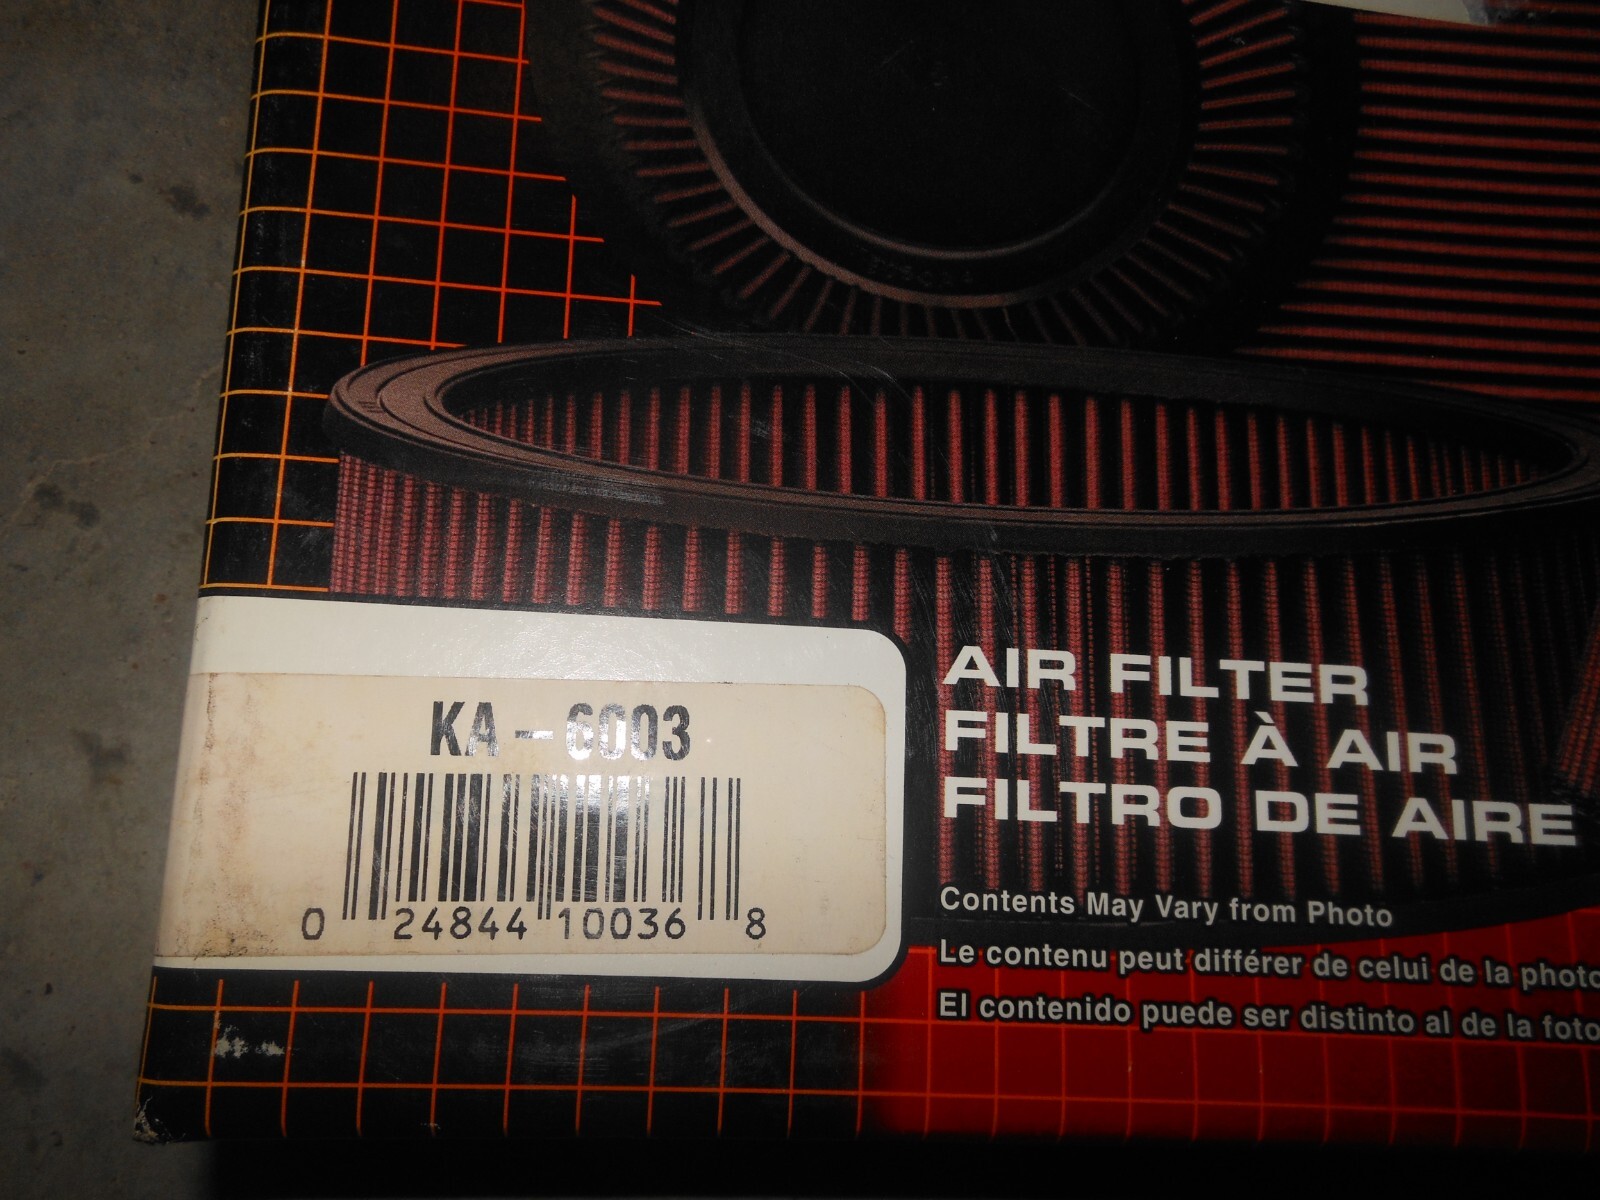 KA-6003
0 24844 10036 8
AIR FILTER
FILTRE À AIR
FILTRO DE AIRE
Contents May Vary from Photo
Le contenu peut différer de celui de la photo
El contenido puede ser distinto al de la foto